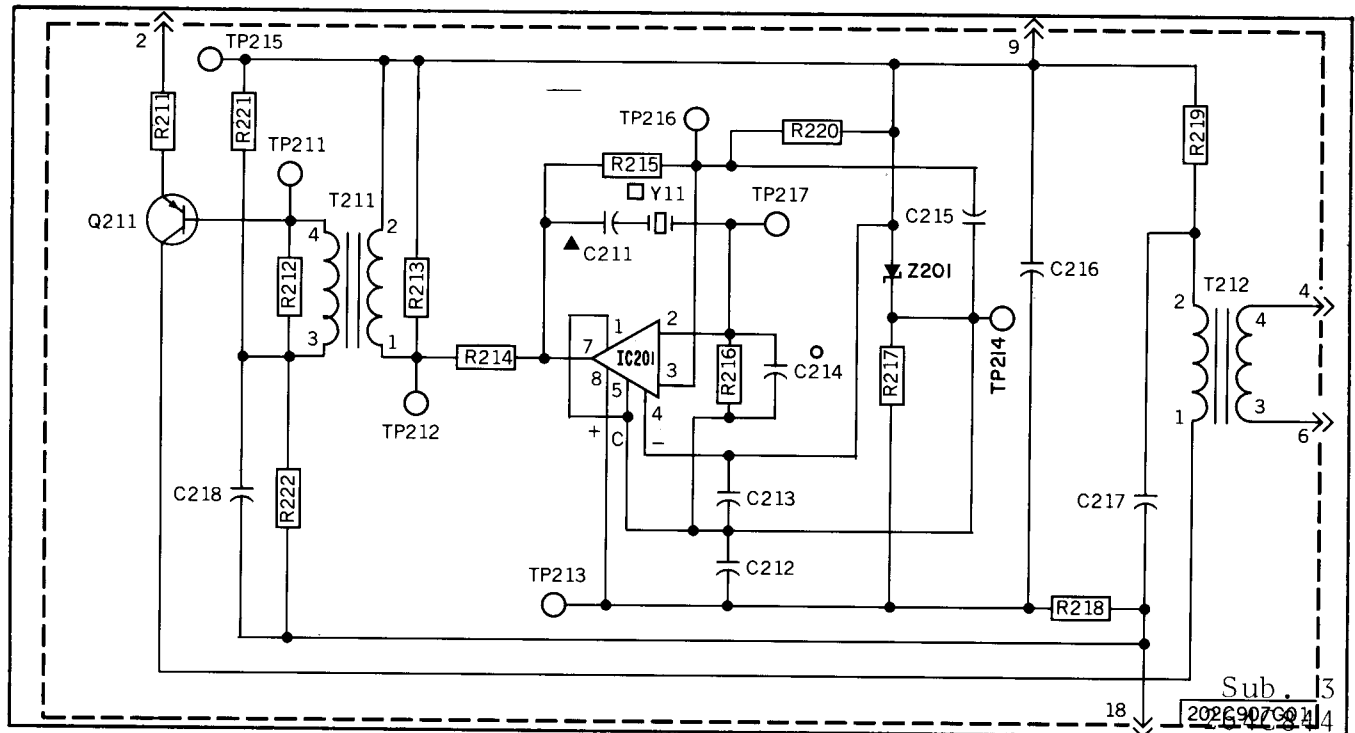 2
TP215
9
R211
R221
TP211
TP216
R220
R219
R215
Y11
TP217
T211
C215
Q211
4
2
C211
Z201
C216
R212
R213
T212
4
2
4
1
2
7
IC201
TP214
3
1
R214
8
3
R216
C214
R217
5
4
TP212
+
C
−
1
3
6
C218
R222
C213
C217
C212
TP213
R218
Sub. 3
18